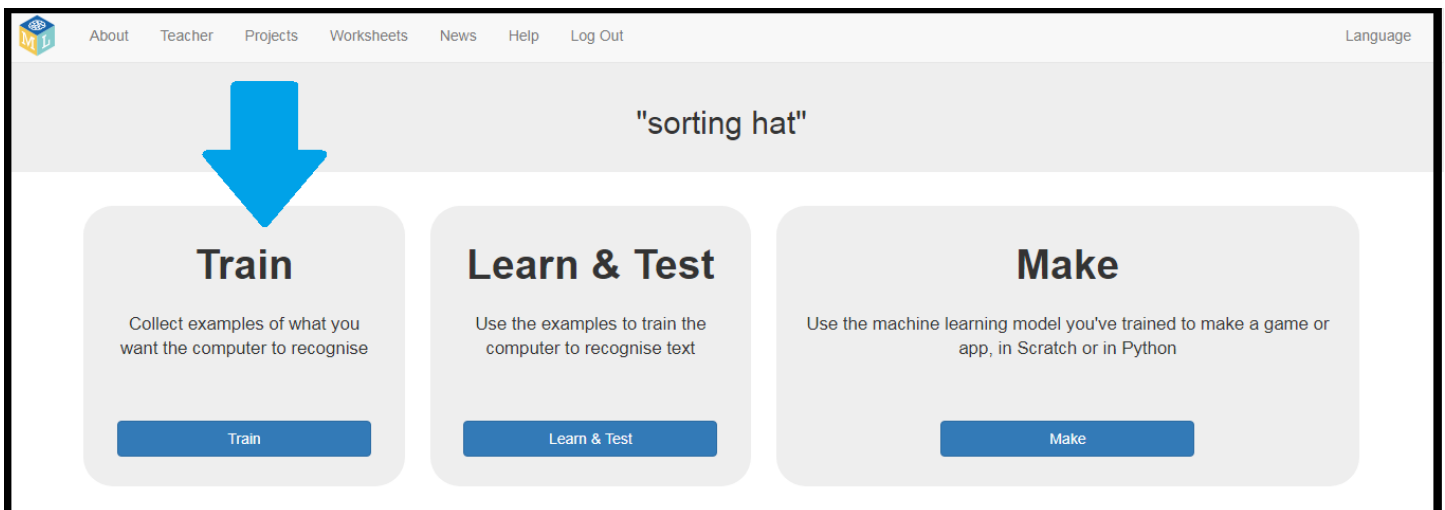 ML
About Teacher Projects Worksheets News Help Log Out Language
"sorting hat"
Train
Collect examples of what you
want the computer to recognise
Train
Learn & Test
Use the examples to train the
computer to recognise text
Learn & Test
Make
Use the machine learning model you've trained to make a game or
app, in Scratch or in Python
Make